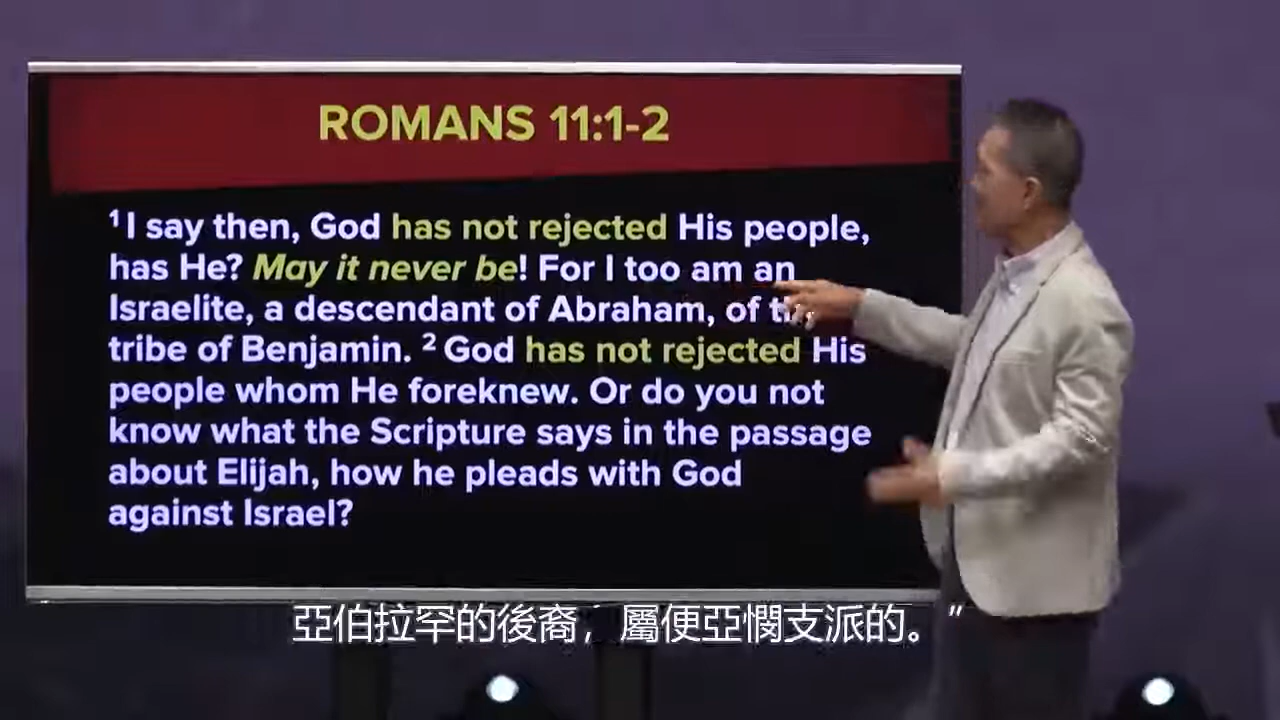 ROMANS 11:1-2
¹I say then, God has not rejected His people,
has He? May it never be! For I too am an
Israelite, a descendant of Abraham, of
tribe of Benjamin. ² God has not rejected His
people whom He foreknew. Or do you not
know what the Scripture says in the passage
about Elijah, how he pleads with God
against Israel?
亞伯拉罕的後裔，屬便亞憫支派的。”